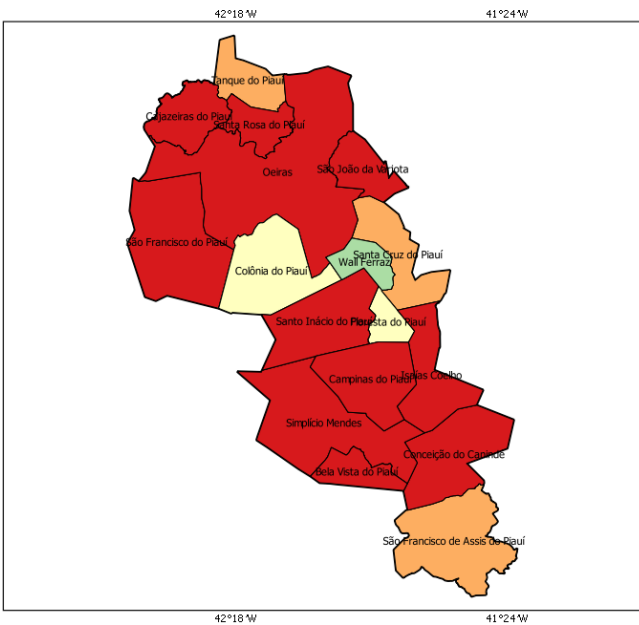 42°18'W 41°24'W
Tanque do Piauí
Cajazeiras do Piauí
Santa Rosa do Piauí
São João da Varjota
Oeiras
São Francisco do Piauí
Santa Cruz do Piauí
Wall Ferraz
Colônia do Piauí
Santo Inácio do Piauí
Floresta do Piauí
Isaías Coelho
Campinas do Piauí
Simplício Mendes
Conceição do Canindé
Bela Vista do Piauí
São Francisco de Assis do Piauí
42°18'W 41°24'W